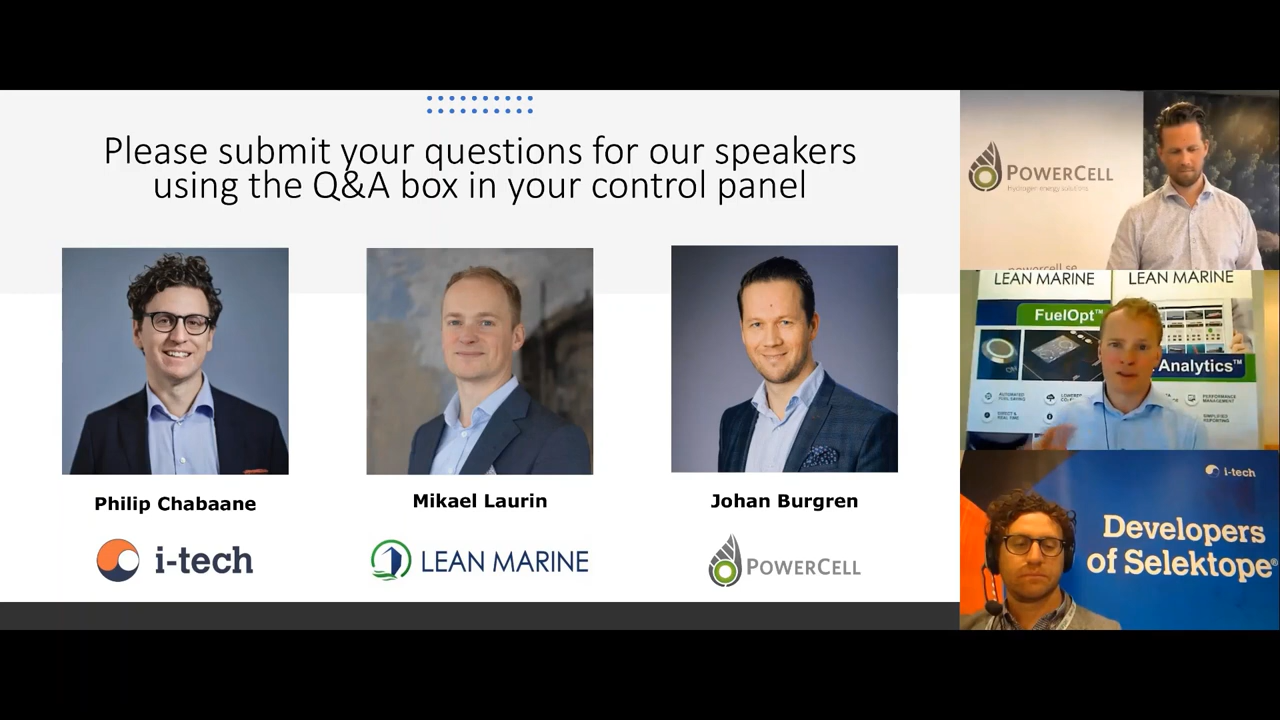 Please submit your questions for our speakers
using the Q&A box in your control panel
Philip Chabaane
Mikael Laurin
Johan Burgren
i-tech
LEAN MARINE
POWERCELL
POWERCELL
hydrogen energy solutions
powercell.se
LEAN MARINE
LEAN MARINE
FuelOpt™
Analytics™
AUTOMATED
FUEL SAVING
LOWERED
DIRECT &
REAL TIME
PERFORMANCE
MANAGEMENT
SIMPLIFIED
REPORTING
i-tech
Developers
of Selektope®